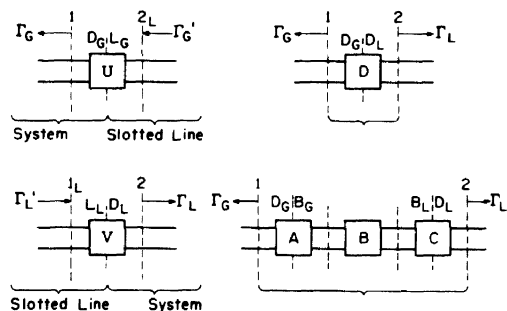 Γ_G 1 2_L Γ_G'
D_G L_G
U
System Slotted Line
Γ_G 1 2 Γ_L
D_G D_L
D
Γ_L' 1_L 2 Γ_L
L_L D_L
V
Slotted Line System
Γ_G 1 2 Γ_L
D_G B_G B_L D_L
A B C